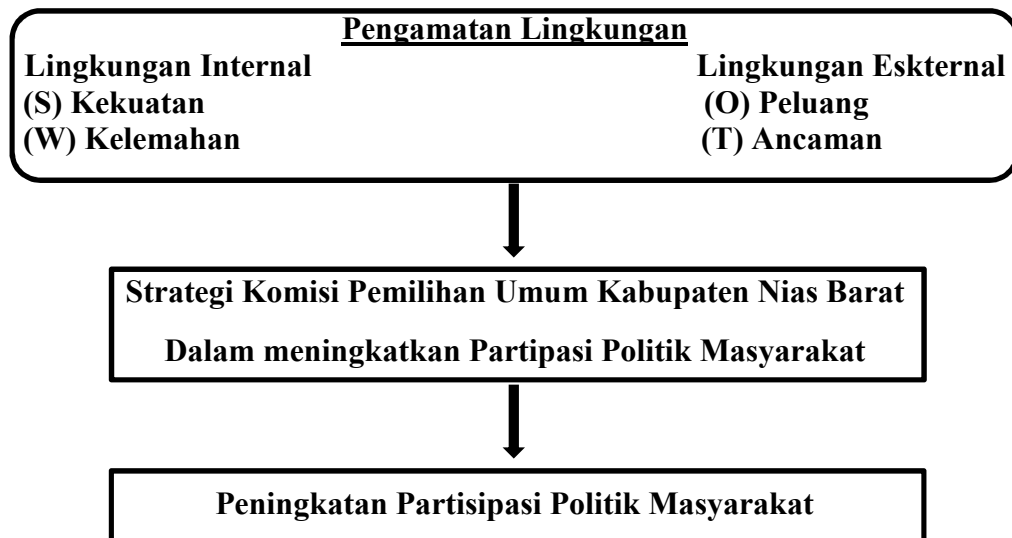 Pengamatan Lingkungan
Lingkungan Internal Lingkungan Eskternal
(S) Kekuatan (O) Peluang
(W) Kelemahan (T) Ancaman
Strategi Komisi Pemilihan Umum Kabupaten Nias Barat
Dalam meningkatkan Partipasi Politik Masyarakat
Peningkatan Partisipasi Politik Masyarakat